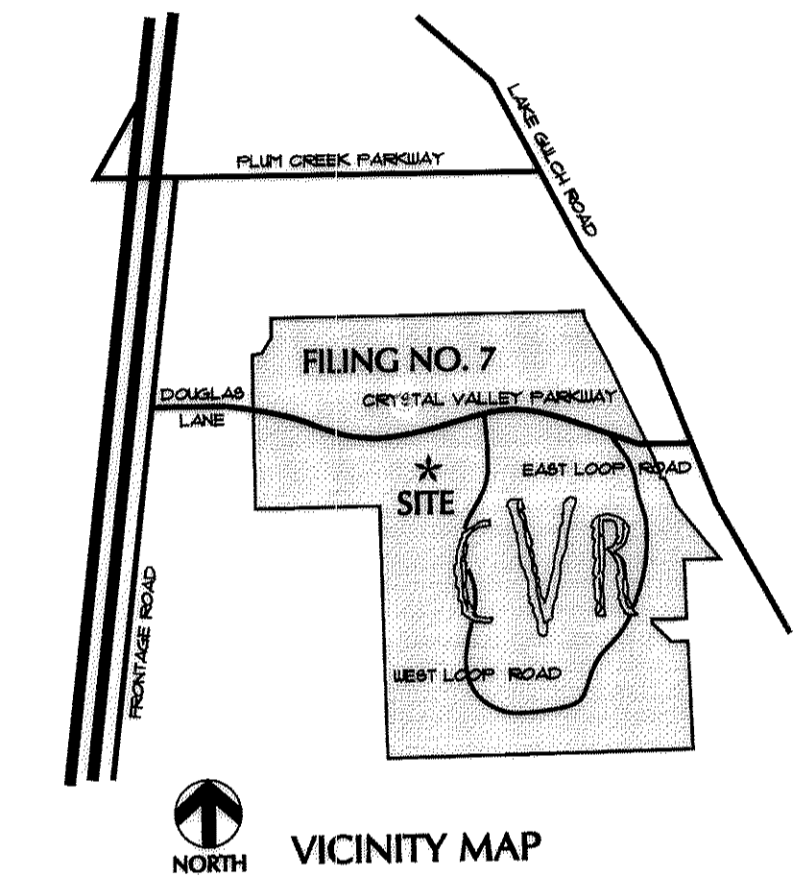 PLUM CREEK PARKWAY
LAKE GULCH ROAD
FILING NO. 7
DOUGLAS
LANE
CRYSTAL VALLEY PARKWAY
EAST LOOP ROAD
SITE
CVR
FRONTAGE ROAD
WEST LOOP ROAD
NORTH
VICINITY MAP